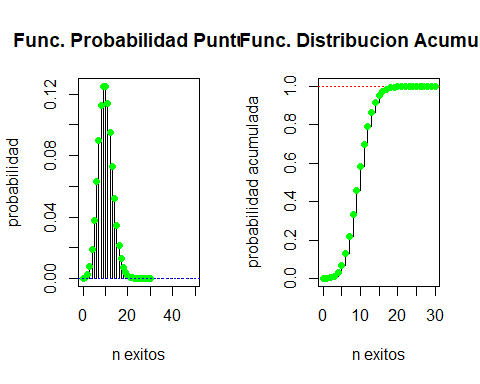 Func. Probabilidad Punt
Func. Distribucion Acumu
probabilidad
0.00
0.04
0.08
0.12
0
20
40
n exitos
probabilidad acumulada
0.0
0.2
0.4
0.6
0.8
1.0
0
10
20
30
n exitos